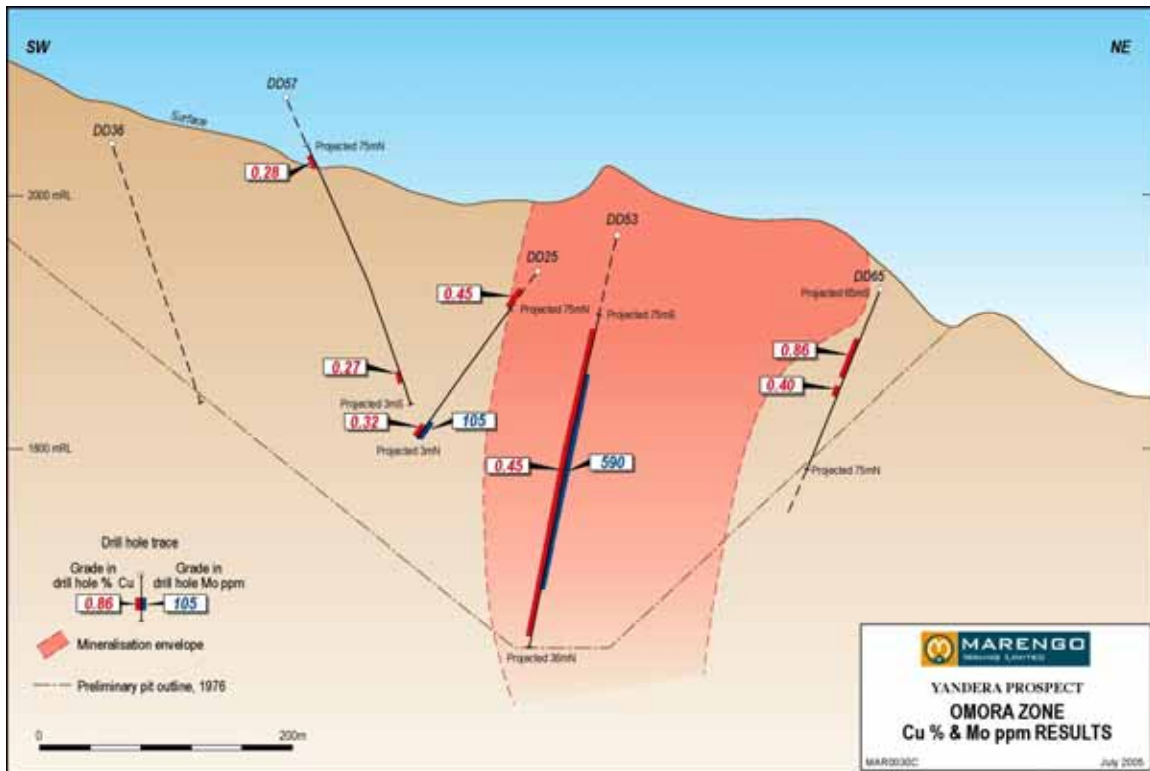 SW
NE
DD57
DD36
Surface
Projected 75mN
0.28
2000 mRL
DD53
DD25
DD65
0.45
Projected 75mN
Projected 75mS
0.86
0.40
0.27
Projected 3mS
0.32
105
Projected 3mN
1800 mRL
0.45
590
Projected 75mN
Drill hole trace
Grade in
drill hole % Cu
Grade in
drill hole Mo ppm
0.86
105
Mineralisation envelope
Preliminary pit outline, 1976
Projected 36mN
0
200m
MARENGO
MINING LIMITED
YANDERA PROSPECT
OMORA ZONE
Cu % & Mo ppm RESULTS
MAR0030C
July 2005